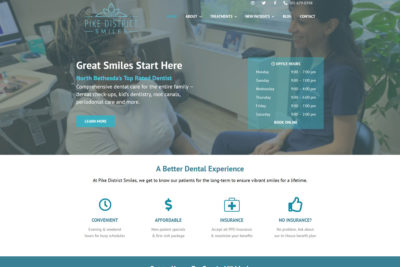 PIKE DISTRICT
SMILES
HOME ABOUT TREATMENTS NEW PATIENTS BLOG CONTACT
Great Smiles Start Here
North Bethesda's Top Rated Dentist
Comprehensive dental care for the entire family –
dental check-ups, kid's dentistry, root canals,
periodontal care and more.
LEARN MORE
OFFICE HOURS
Monday 9:00 - 7:00 pm
Tuesday 9:00 - 7:00 pm
Wednesday 9:00 - 4:00 pm
Thursday 9:00 - 6:00 pm
Friday 9:00 - 2:00 pm
Saturday 9:00 - 2:00 pm
BOOK ONLINE
A Better Dental Experience
At Pike District Smiles, we get to know our patients for the long-term to ensure vibrant smiles for a lifetime.
CONVENIENT
Evening & weekend
hours for busy schedules
AFFORDABLE
New patient specials
& first visit package
INSURANCE
Accept all PPO insurance
& maximize your benefits
NO INSURANCE?
No problem, ask about
our in-house benefit plan